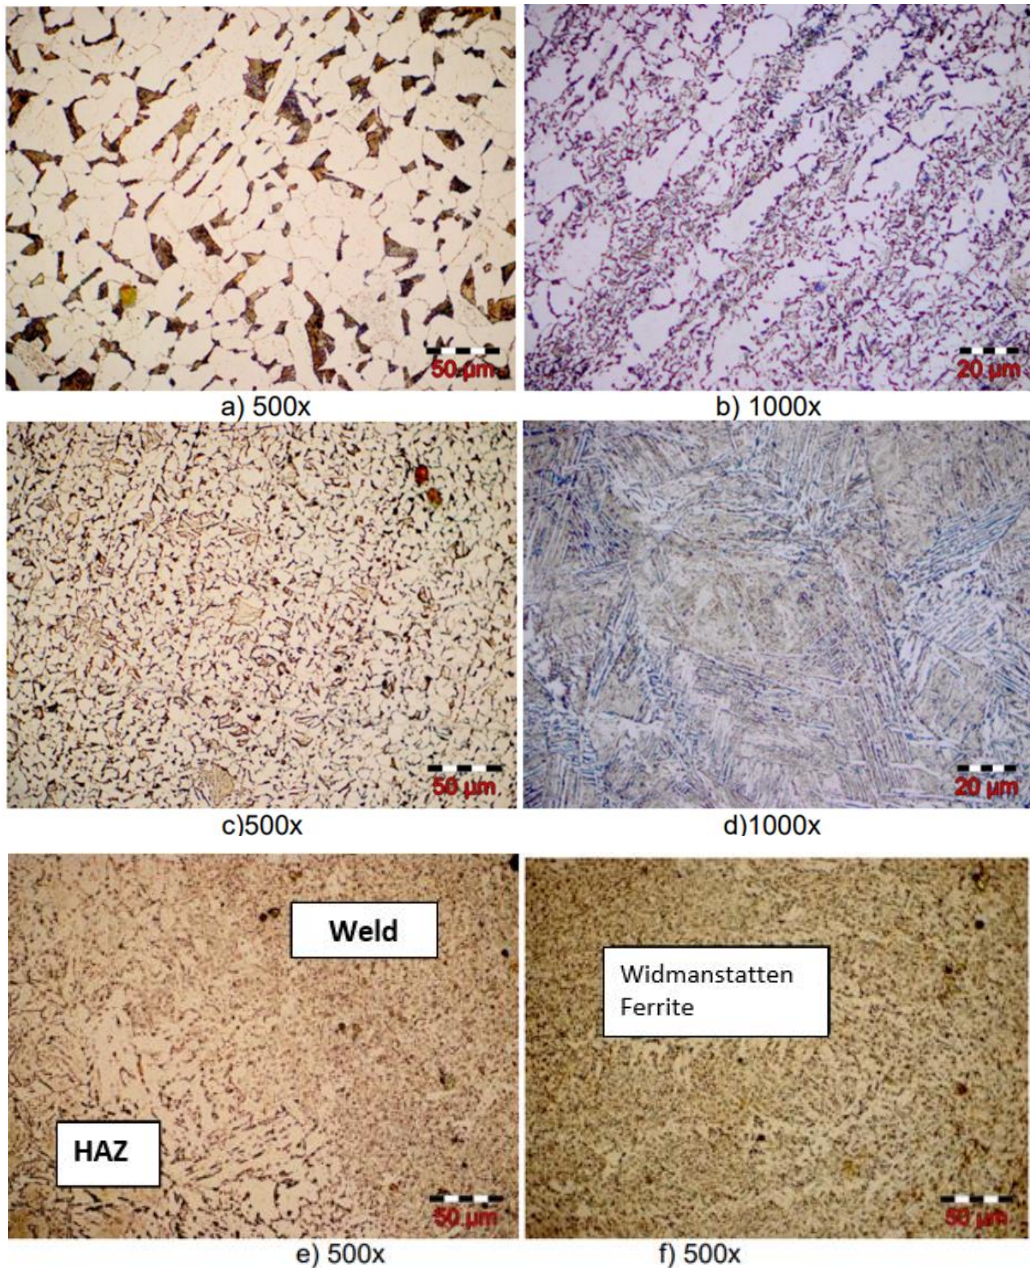 50 µm
20 µm
a) 500x
b) 1000x
50 µm
20 µm
c)500x
d)1000x
Weld
HAZ
50 µm
Widmanstatten
Ferrite
50 µm
e) 500x
f) 500x